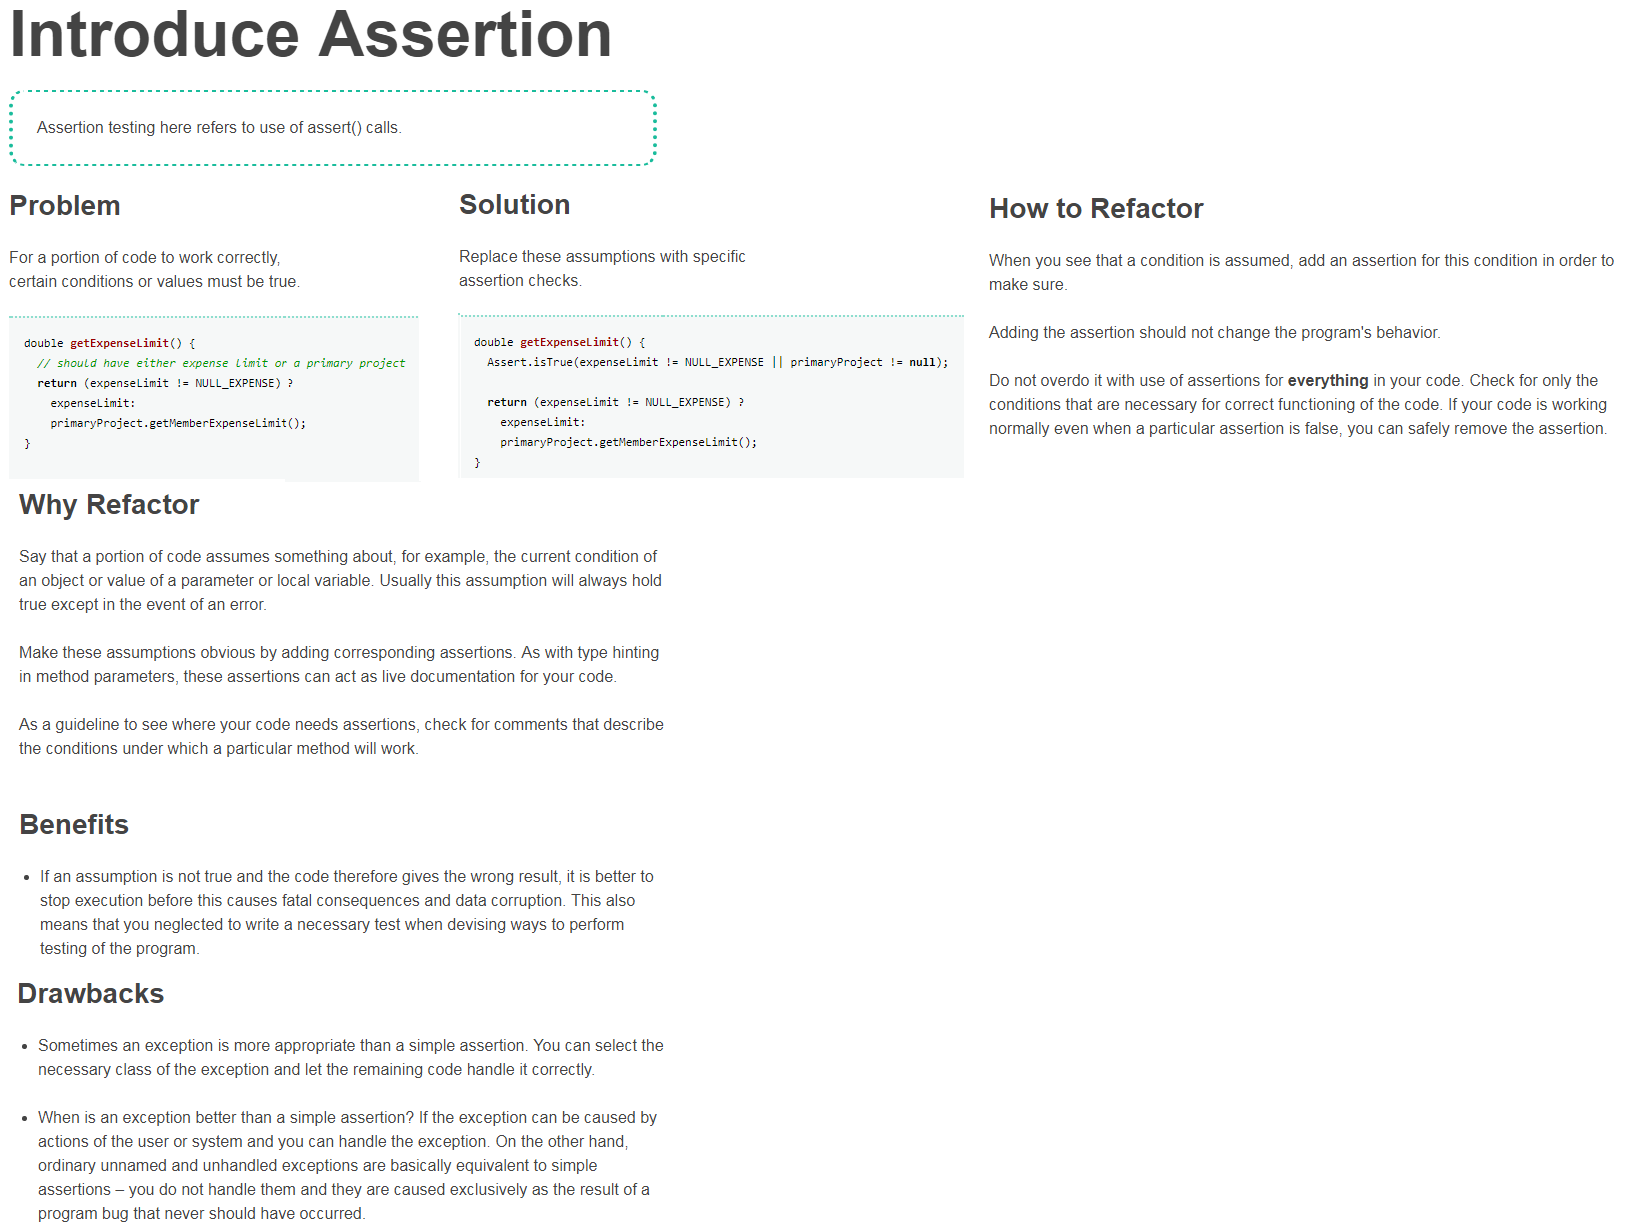 Introduce Assertion
Assertion testing here refers to use of assert() calls.
Problem
For a portion of code to work correctly,
certain conditions or values must be true.
double getExpenseLimit() {
  // should have either expense limit or a primary project
  return (expenseLimit != NULL_EXPENSE) ?
    expenseLimit:
    primaryProject.getMemberExpenseLimit();
}
Solution
Replace these assumptions with specific
assertion checks.
double getExpenseLimit() {
  Assert.isTrue(expenseLimit != NULL_EXPENSE || primaryProject != null);
  return (expenseLimit != NULL_EXPENSE) ?
    expenseLimit:
    primaryProject.getMemberExpenseLimit();
}
How to Refactor
When you see that a condition is assumed, add an assertion for this condition in order to
make sure.
Adding the assertion should not change the program's behavior.
Do not overdo it with use of assertions for everything in your code. Check for only the
conditions that are necessary for correct functioning of the code. If your code is working
normally even when a particular assertion is false, you can safely remove the assertion.
Why Refactor
Say that a portion of code assumes something about, for example, the current condition of
an object or value of a parameter or local variable. Usually this assumption will always hold
true except in the event of an error.
Make these assumptions obvious by adding corresponding assertions. As with type hinting
in method parameters, these assertions can act as live documentation for your code.
As a guideline to see where your code needs assertions, check for comments that describe
the conditions under which a particular method will work.
Benefits
• If an assumption is not true and the code therefore gives the wrong result, it is better to
stop execution before this causes fatal consequences and data corruption. This also
means that you neglected to write a necessary test when devising ways to perform
testing of the program.
Drawbacks
• Sometimes an exception is more appropriate than a simple assertion. You can select the
necessary class of the exception and let the remaining code handle it correctly.
• When is an exception better than a simple assertion? If the exception can be caused by
actions of the user or system and you can handle the exception. On the other hand,
ordinary unnamed and unhandled exceptions are basically equivalent to simple
assertions – you do not handle them and they are caused exclusively as the result of a
program bug that never should have occurred.